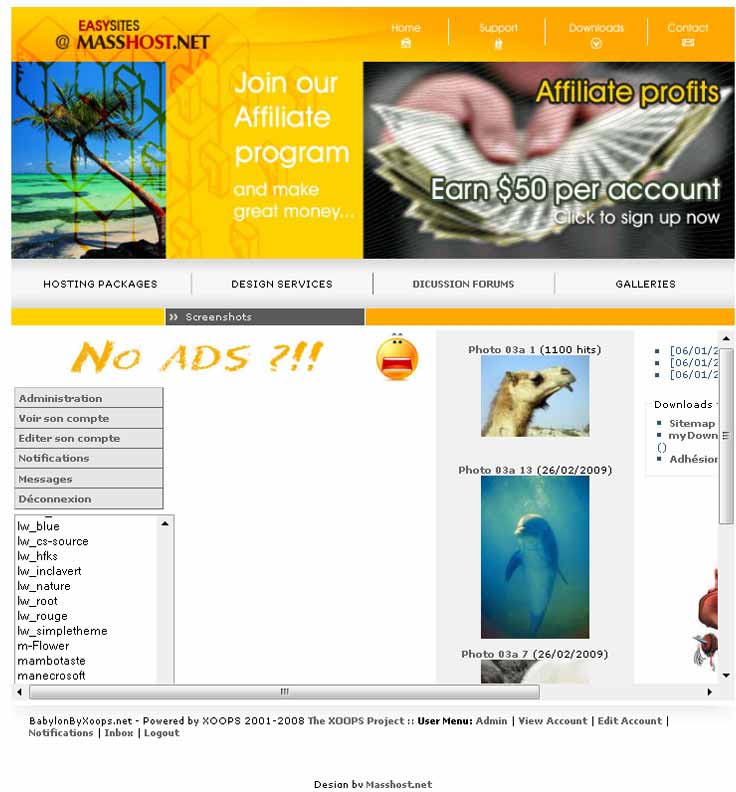 EASYSITES
@ MASSHOST.NET
Home
Support
Downloads
Contact
Join our
Affiliate
program
and make
great money...
Affiliate profits
Earn $50 per account
Click to sign up now
HOSTING PACKAGES
DESIGN SERVICES
DICUSSION FORUMS
GALLERIES
Screenshots
NO ADS ?!!
Administration
Voir son compte
Editer son compte
Notifications
Messages
Déconnexion
lw_blue
lw_cs-source
lw_hfks
lw_inclavert
lw_nature
lw_root
lw_rouge
lw_simpletheme
m-Flower
mambotaste
manecrosoft
Photo 03a 1 (1100 hits)
Photo 03a 13 (26/02/2009)
Photo 03a 7 (26/02/2009)
[06/01/2
[06/01/2
[06/01/2
Downloads
Sitemap
myDown
()
Adhésion
BabylonByXoops.net - Powered by XOOPS 2001-2008 The XOOPS Project :: User Menu: Admin | View Account | Edit Account |
Notifications | Inbox | Logout
Design by Masshost.net